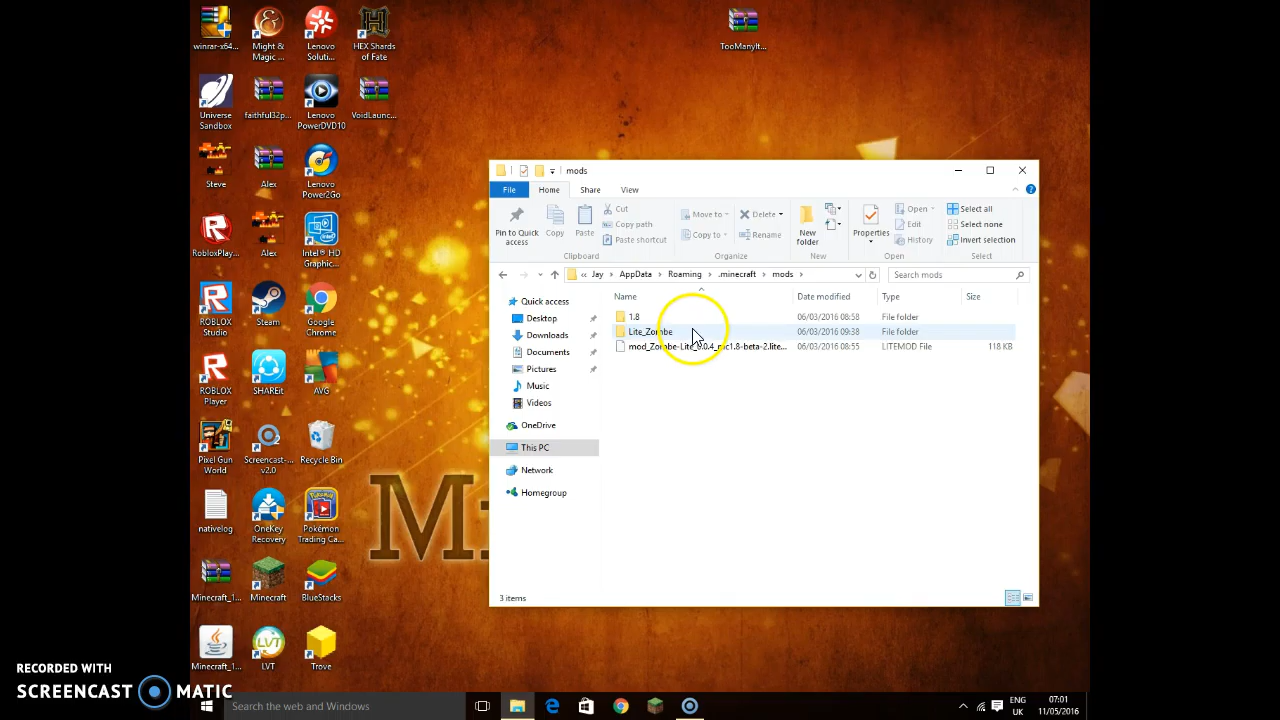 winrar-x64...
Might & Magic ...
Lenovo Soluti...
HEX Shards of Fate
TooManyIt...
Universe Sandbox
faithful32p...
Lenovo PowerDVD10
VoidLaunc...
Steve
Alex
Lenovo Power2Go
RobloxPlay...
Alex
Intel® HD Graphic...
ROBLOX Studio
Steam
Google Chrome
ROBLOX Player
SHAREit
AVG
Pixel Gun World
Screencast-... v2.0
Recycle Bin
nativelog
OneKey Recovery
Pokémon Trading Ca...
Minecraft_1...
Minecraft
BlueStacks
Minecraft_1...
LVT
Trove
mods
File Home Share View
Pin to Quick access
Copy
Paste
Cut
Copy path
Paste shortcut
Clipboard
Move to
Copy to
Delete
Rename
Organize
New folder
New
Properties
Open
Edit
History
Open
Select all
Select none
Invert selection
Select
« Jay > AppData > Roaming > .minecraft > mods >
Search mods
Quick access
Desktop
Downloads
Documents
Pictures
Music
Videos
OneDrive
This PC
Network
Homegroup
Name Date modified Type Size
1.8 06/03/2016 08:58 File folder
Lite_Zombe 06/03/2016 09:38 File folder
mod_Zombe-Lite_9.0.4_mc1.8-beta-2.lite... 06/03/2016 08:55 LITEMOD File 118 KB
3 items
RECORDED WITH
SCREENCAST MATIC
Search the web and Windows
ENG
UK
07:01
11/05/2016